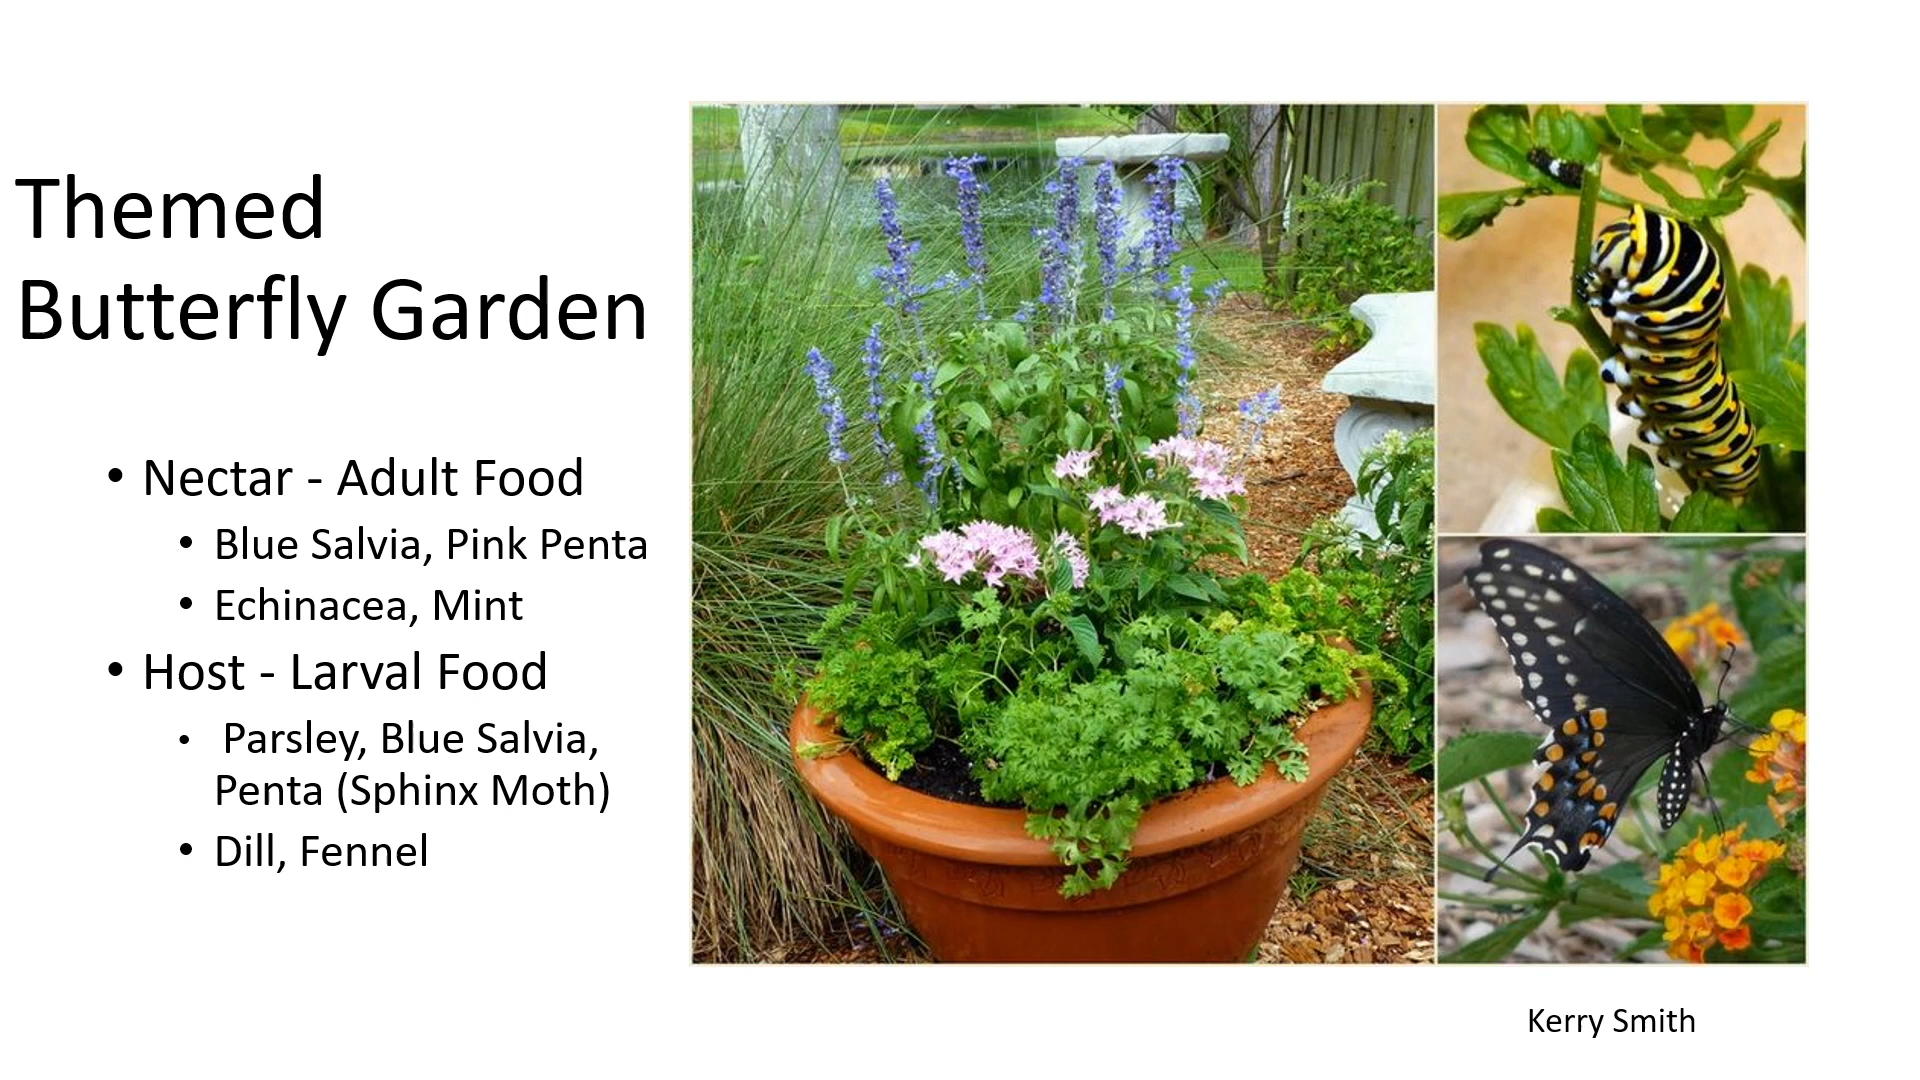 Themed
Butterfly Garden
• Nectar - Adult Food
• Blue Salvia, Pink Penta
• Echinacea, Mint
• Host - Larval Food
• Parsley, Blue Salvia,
Penta (Sphinx Moth)
• Dill, Fennel
Kerry Smith